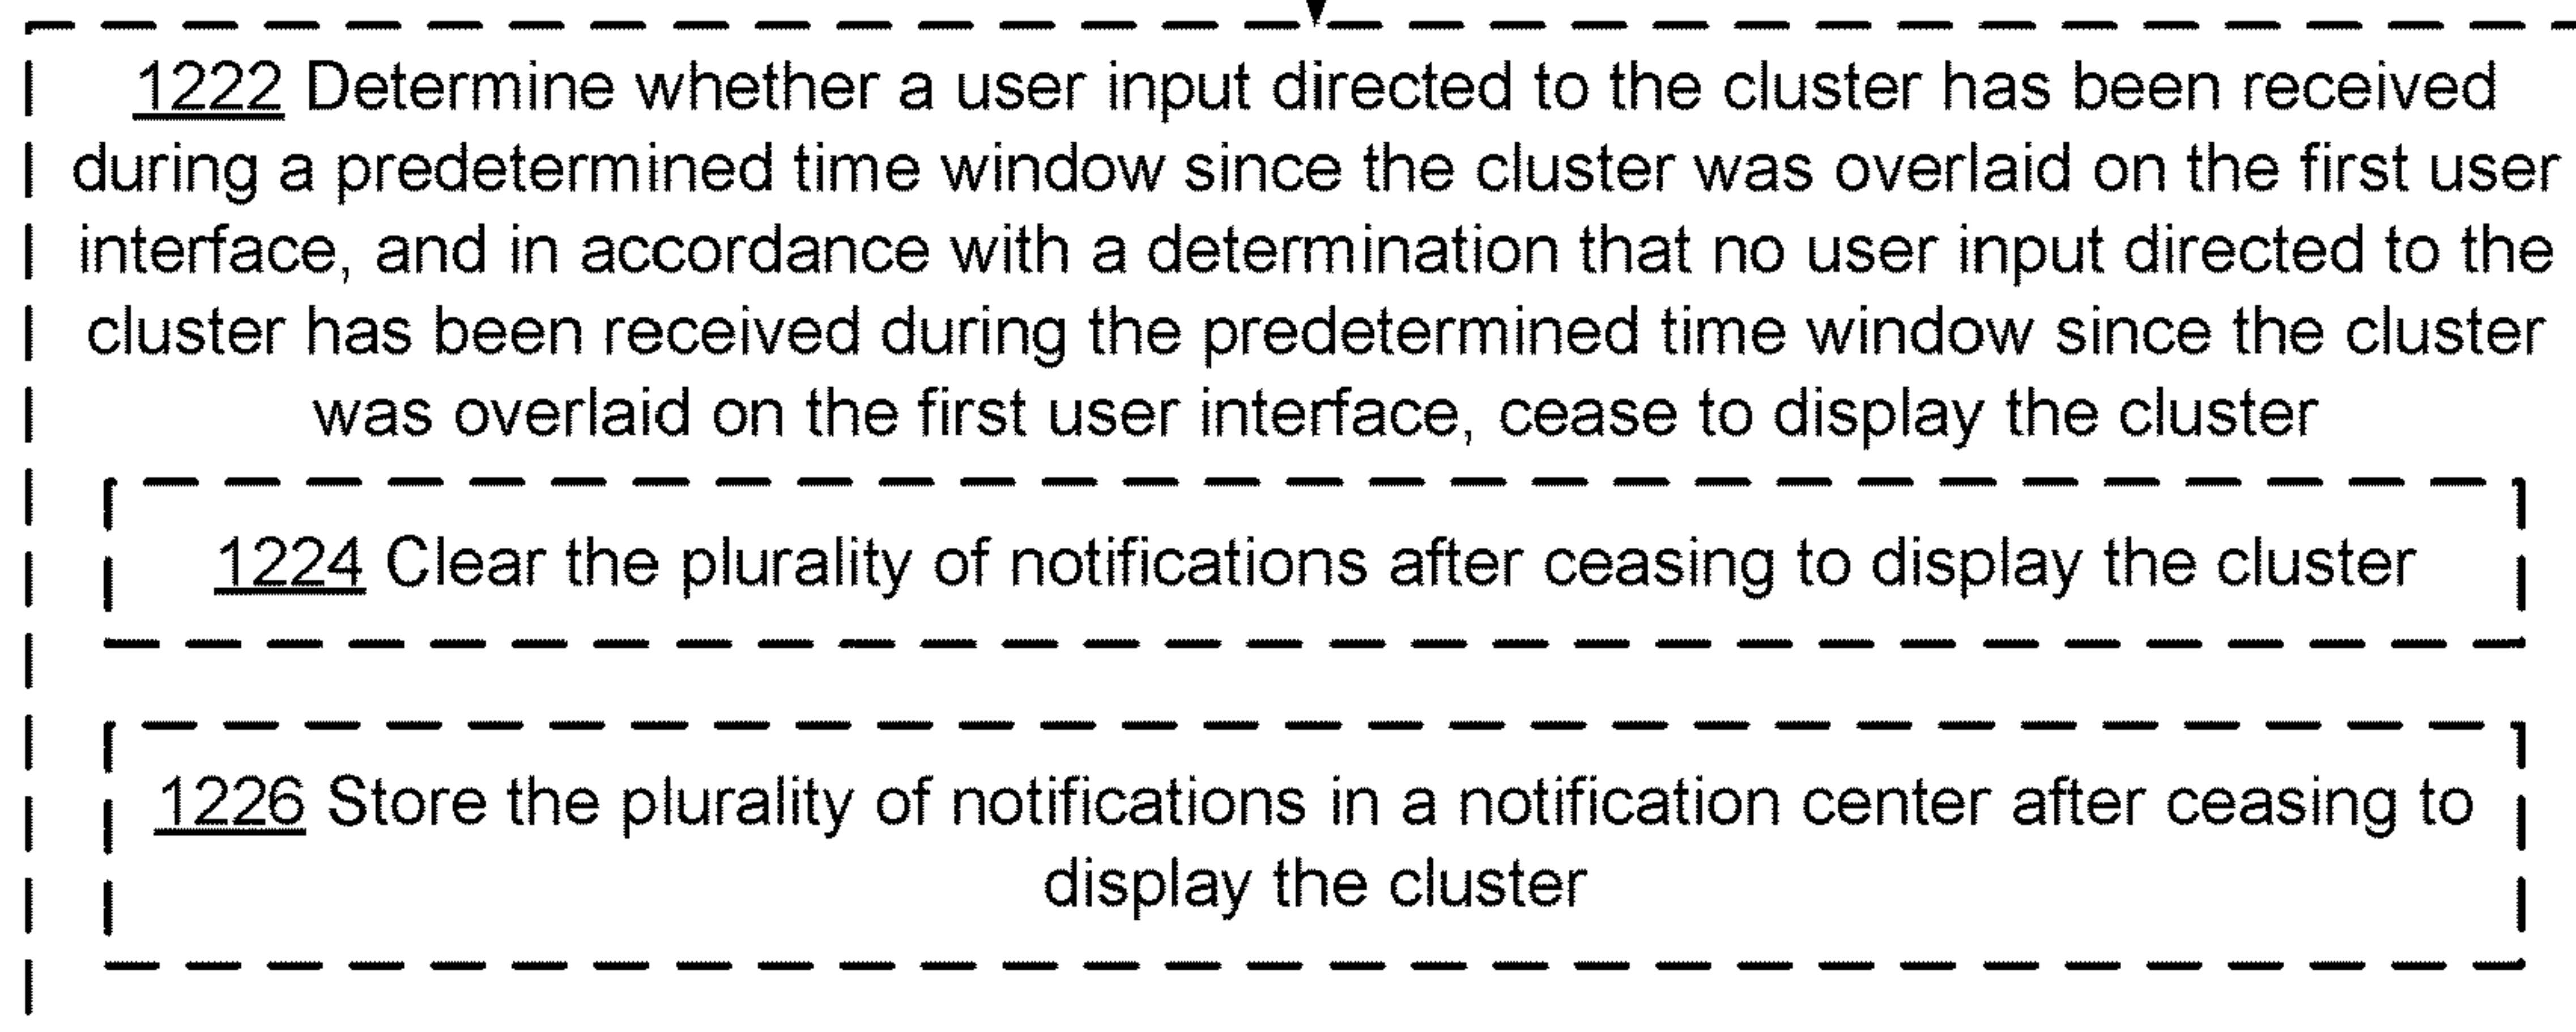 1222 Determine whether a user input directed to the cluster has been received
during a predetermined time window since the cluster was overlaid on the first user
interface, and in accordance with a determination that no user input directed to the
cluster has been received during the predetermined time window since the cluster
was overlaid on the first user interface, cease to display the cluster
1224 Clear the plurality of notifications after ceasing to display the cluster
1226 Store the plurality of notifications in a notification center after ceasing to
display the cluster